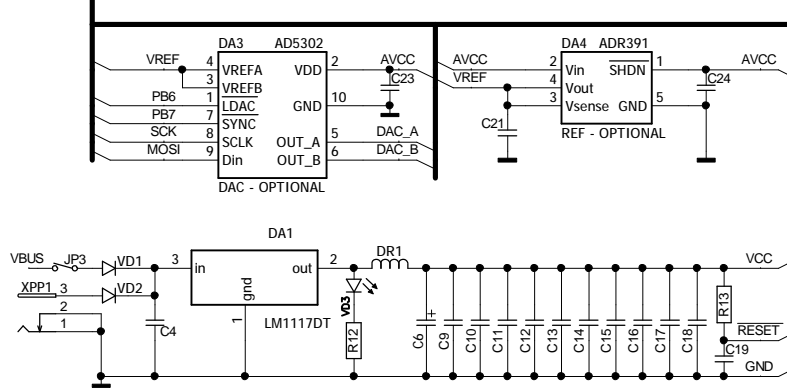 DA3 AD5302
VREF 4 VREFA VDD 2 AVCC
3 VREFB C23
PB6 1 LDAC GND 10
PB7 7 SYNC
SCK 8 SCLK OUT_A 5 DAC_A
MOSI 9 Din OUT_B 6 DAC_B
DAC - OPTIONAL
DA4 ADR391
AVCC 2 Vin SHDN 1 AVCC
VREF 4 Vout C24
3 Vsense GND 5
C21
REF - OPTIONAL
DA1
VBUS JP3 VD1 3 in out 2 DR1 VCC
XPP1 3 VD2
gnd
VD3
2
1
C4
1
LM1117DT
R12
C6 + C9 C10 C11 C12 C13 C14 C15 C16 C17 C18
R13
RESET
C19
GND